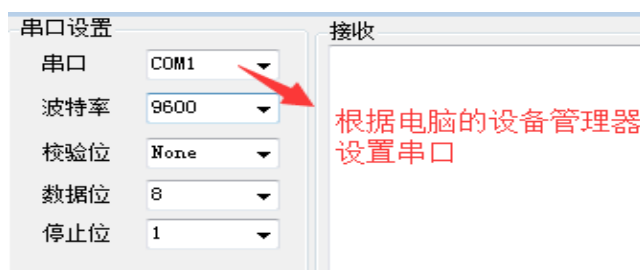 串口设置
接收
串口 COM1
波特率 9600
校验位 None
数据位 8
停止位 1
根据电脑的设备管理器
设置串口